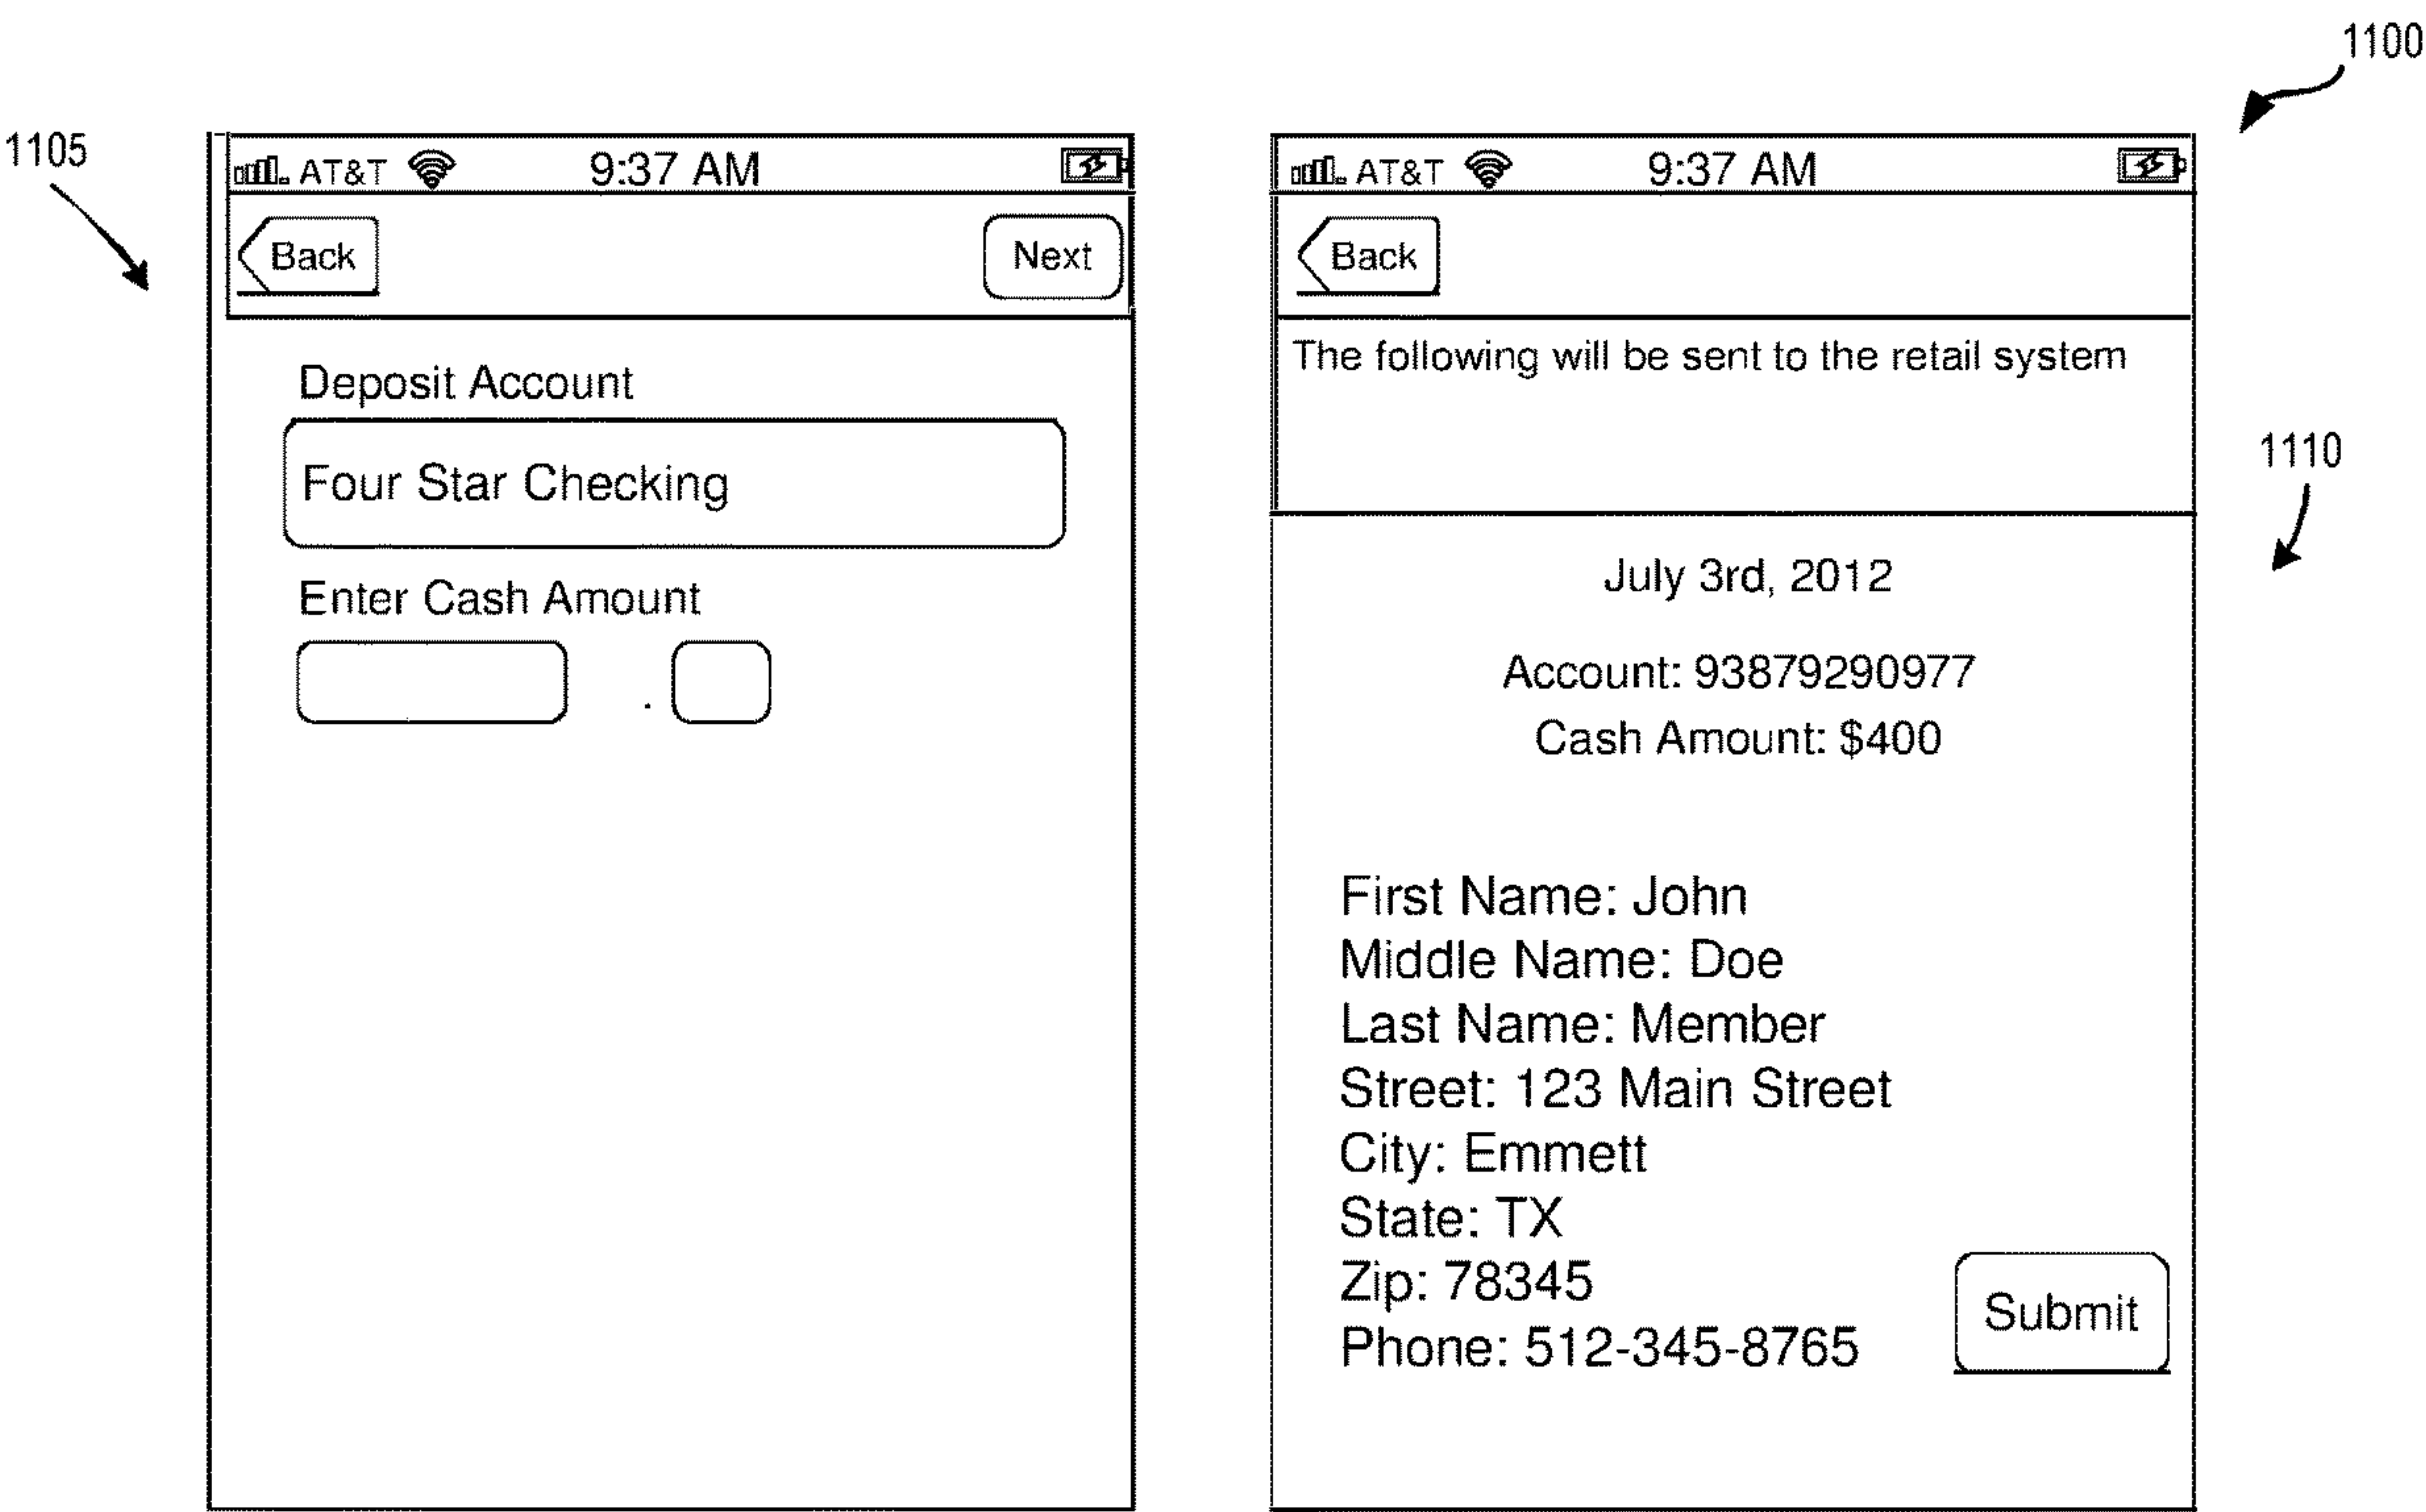 1100
1105
AT&T 9:37 AM
Back Next
Deposit Account
Four Star Checking
Enter Cash Amount
.
AT&T 9:37 AM
Back
The following will be sent to the retail system
1110
July 3rd, 2012
Account: 93879290977
Cash Amount: $400
First Name: John
Middle Name: Doe
Last Name: Member
Street: 123 Main Street
City: Emmett
State: TX
Zip: 78345
Phone: 512-345-8765
Submit